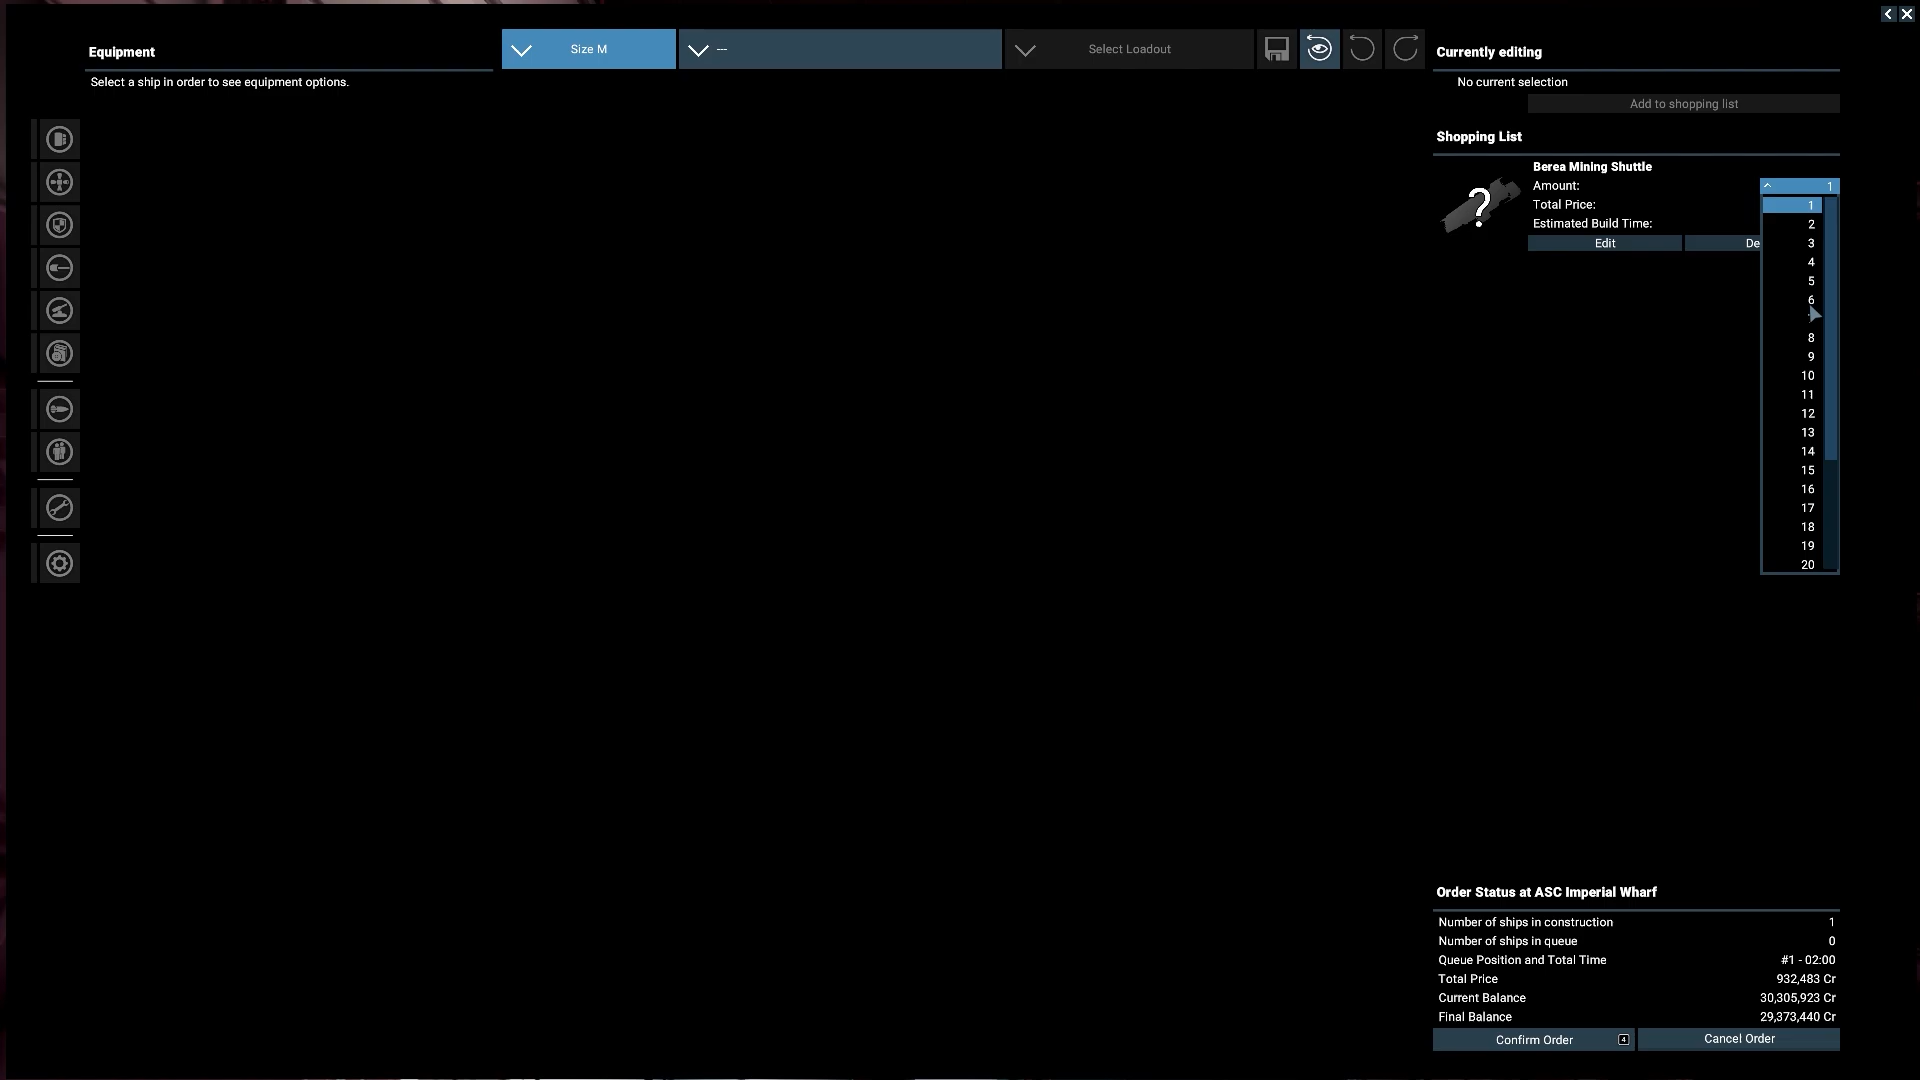 Equipment
Select a ship in order to see equipment options.
Size M
---
Select Loadout
Currently editing
No current selection
Add to shopping list
Shopping List
Berea Mining Shuttle
Amount: 1
Total Price:
Estimated Build Time:
Edit
De
1
2
3
4
5
6
8
9
10
11
12
13
14
15
16
17
18
19
20
Order Status at ASC Imperial Wharf
Number of ships in construction 1
Number of ships in queue 0
Queue Position and Total Time #1 - 02:00
Total Price 932,483 Cr
Current Balance 30,305,923 Cr
Final Balance 29,373,440 Cr
Confirm Order 4
Cancel Order